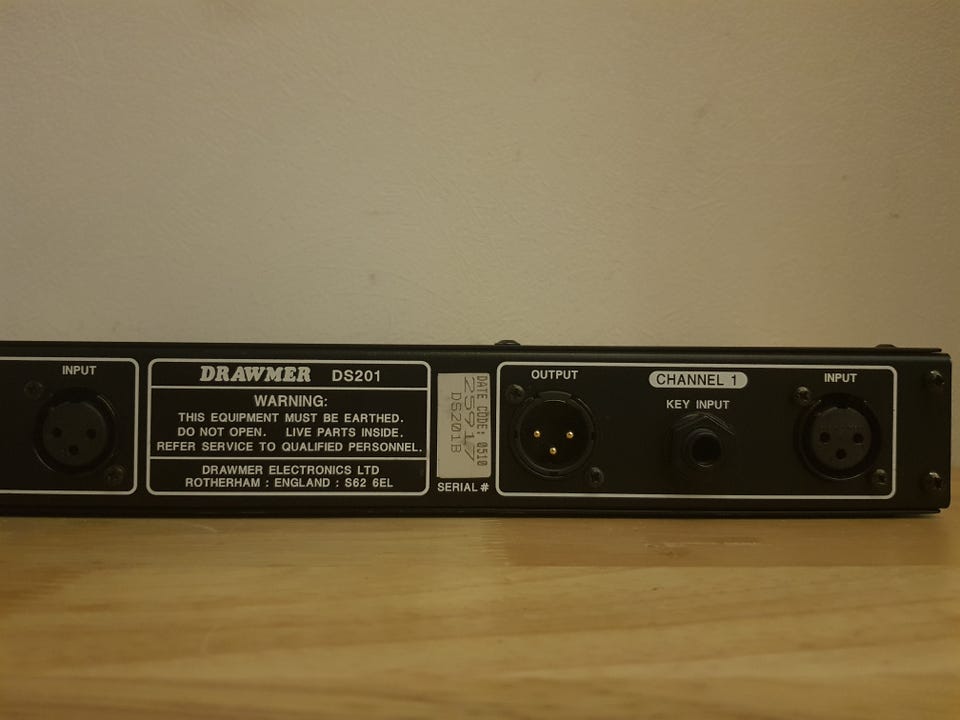 INPUT
DRAWMER DS201
WARNING:
THIS EQUIPMENT MUST BE EARTHED.
DO NOT OPEN. LIVE PARTS INSIDE.
REFER SERVICE TO QUALIFIED PERSONNEL.
DRAWMER ELECTRONICS LTD
ROTHERHAM : ENGLAND : S62 6EL
DATE CODE: 0510
25917
DS201B
SERIAL #
OUTPUT
CHANNEL 1
KEY INPUT
INPUT